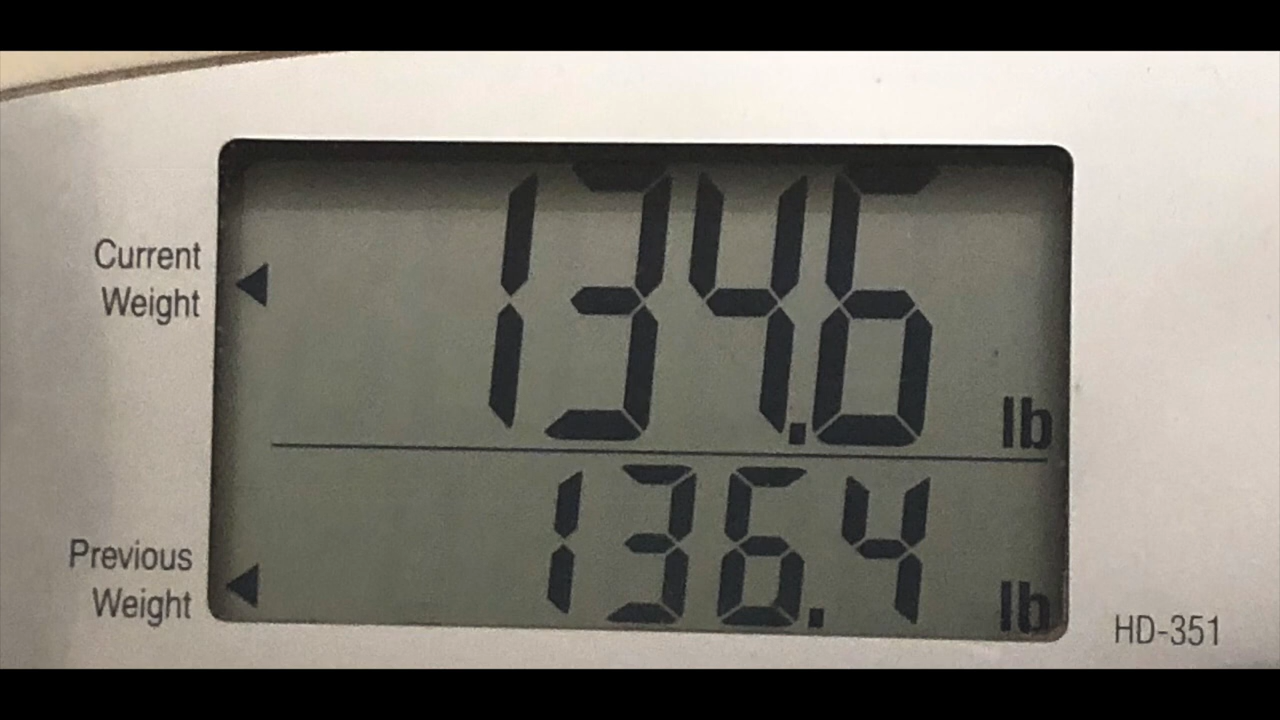 Current
Weight
134.6 lb
136.4 lb
Previous
Weight
HD-351